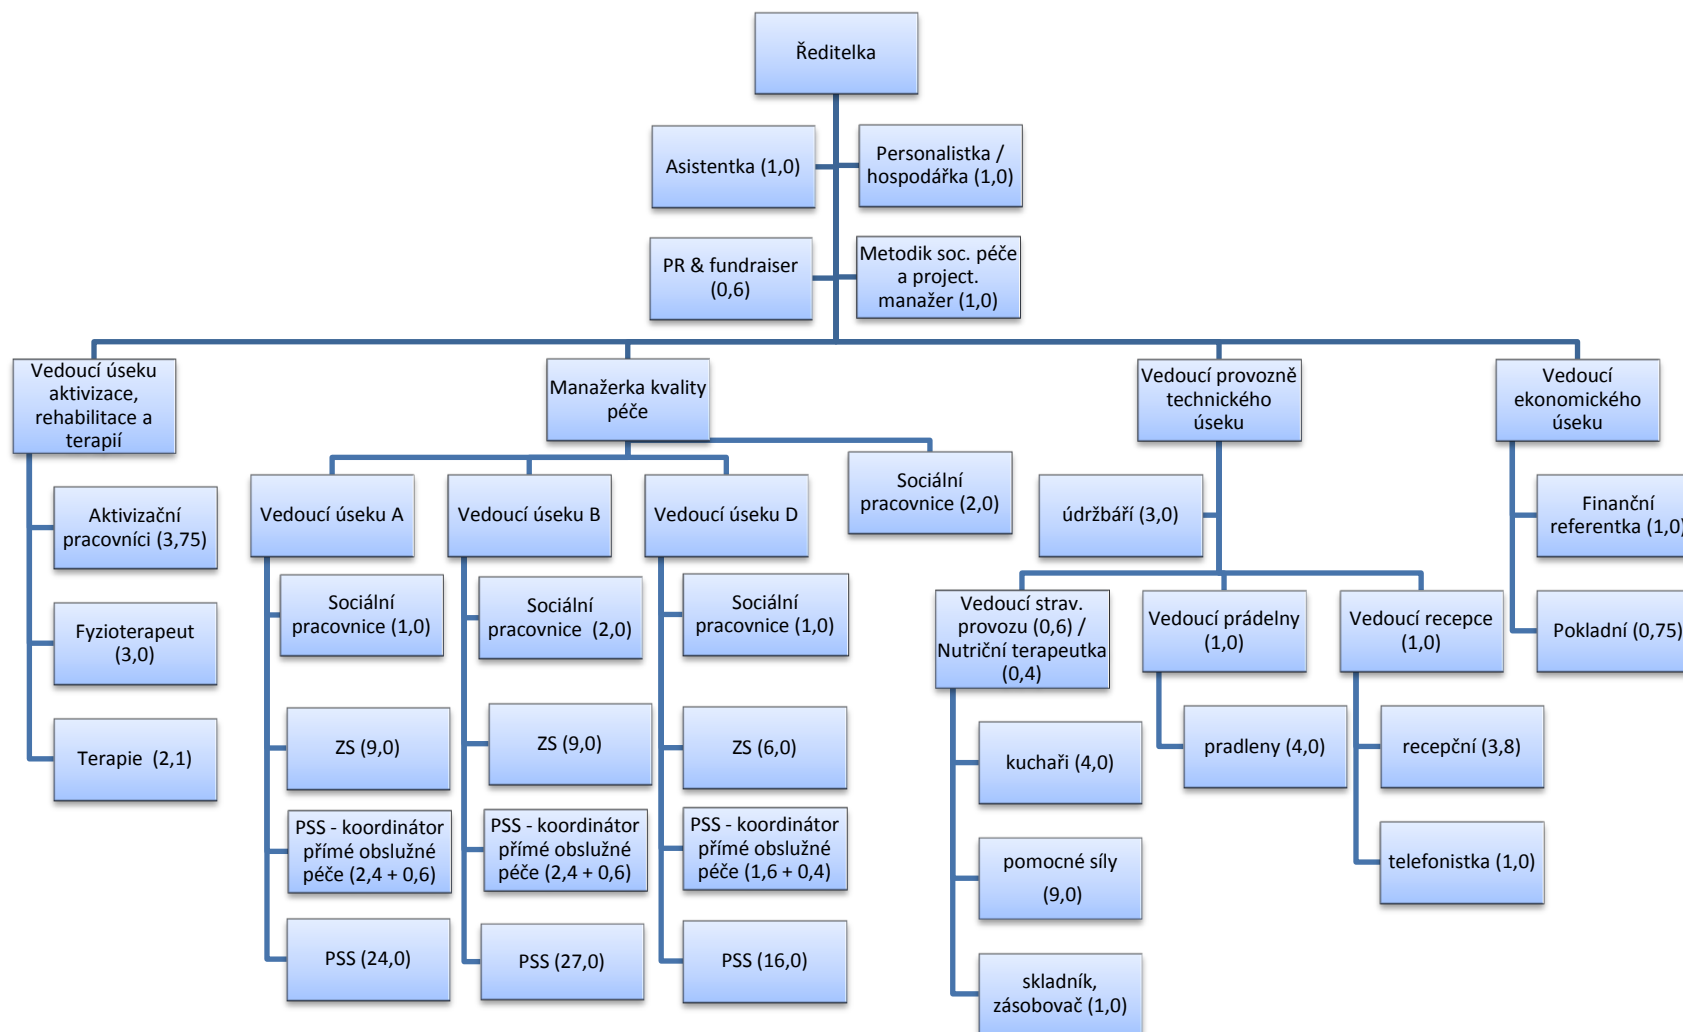 Ředitelka
Asistentka (1,0)
Personalistka /
hospodářka (1,0)
PR & fundraiser
(0,6)
Metodik soc. péče
a project.
manažer (1,0)
Vedoucí úseku
aktivizace,
rehabilitace a
terapií
Manažerka kvality
péče
Vedoucí provozně
technického
úseku
Vedoucí
ekonomického
úseku
Aktivizační
pracovníci (3,75)
Fyzioterapeut
(3,0)
Terapie (2,1)
Vedoucí úseku A
Vedoucí úseku B
Vedoucí úseku D
Sociální
pracovnice (2,0)
Sociální
pracovnice (1,0)
ZS (9,0)
PSS - koordinátor
přímé obslužné
péče (2,4 + 0,6)
PSS (24,0)
Sociální
pracovnice (2,0)
ZS (9,0)
PSS - koordinátor
přímé obslužné
péče (2,4 + 0,6)
PSS (27,0)
Sociální
pracovnice (1,0)
ZS (6,0)
PSS - koordinátor
přímé obslužné
péče (1,6 + 0,4)
PSS (16,0)
údržbáři (3,0)
Vedoucí strav.
provozu (0,6) /
Nutriční terapeutka
(0,4)
kuchaři (4,0)
pomocné síly
(9,0)
skladník,
zásobovač (1,0)
Vedoucí prádelny
(1,0)
pradleny (4,0)
Vedoucí recepce
(1,0)
recepční (3,8)
telefonistka (1,0)
Finanční
referentka (1,0)
Pokladní (0,75)